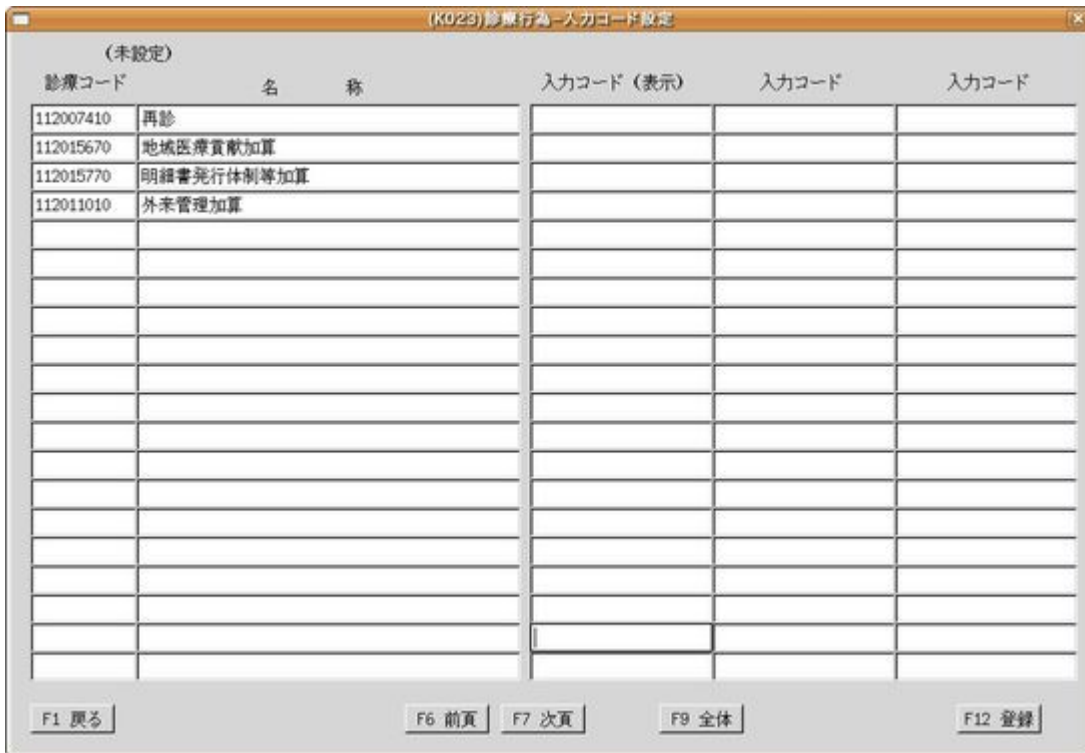 (K023)診療行為-入力コード設定
(未設定)
診療コード 名 称 入力コード(表示) 入力コード 入力コード
112007410 再診
112015670 地域医療貢献加算
112015770 明細書発行体制等加算
112011010 外来管理加算
F1 戻る F6 前頁 F7 次頁 F9 全体 F12 登録